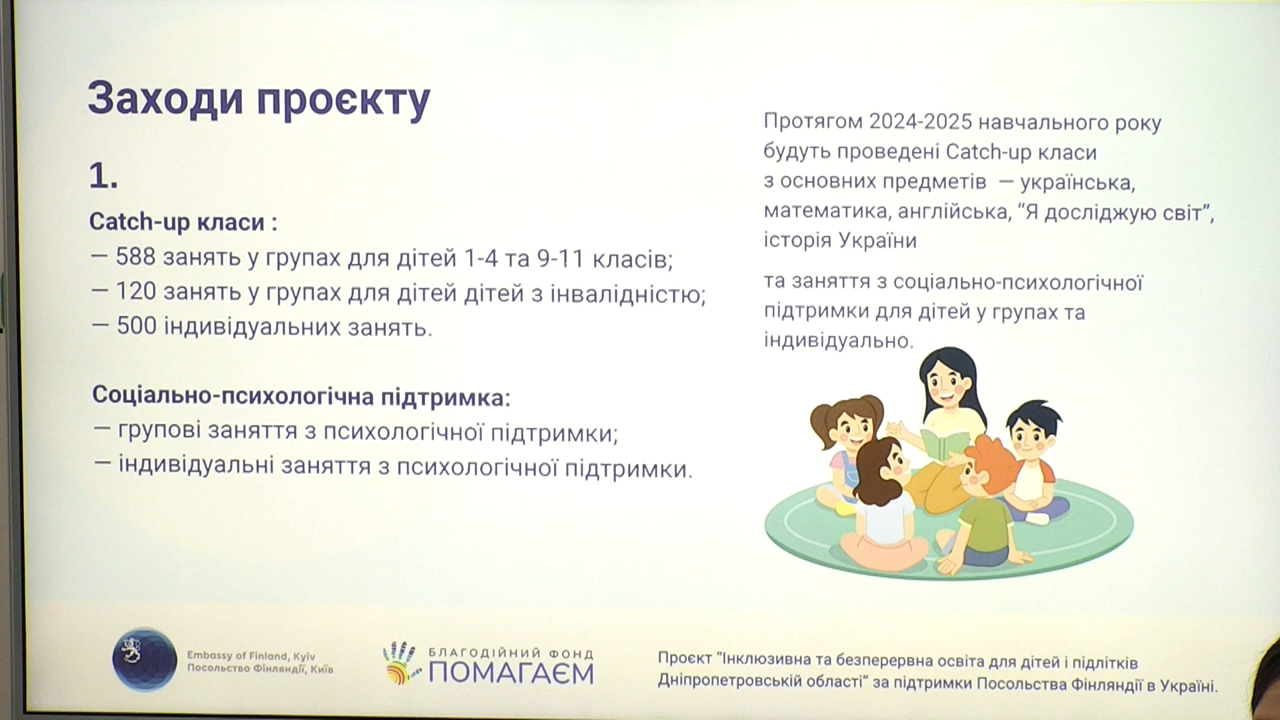 Заходи проєкту
1.
Catch-up класи :
— 588 занять у групах для дітей 1-4 та 9-11 класів;
— 120 занять у групах для дітей дітей з інвалідністю;
— 500 індивідуальних занять.
Соціально-психологічна підтримка:
— групові заняття з психологічної підтримки;
— індивідуальні заняття з психологічної підтримки.
Протягом 2024-2025 навчального року
будуть проведені Catch-up класи
з основних предметів — українська,
математика, англійська, “Я досліджую світ”,
історія України
та заняття з соціально-психологічної
підтримки для дітей у групах та
індивідуально.
Embassy of Finland, Kyiv
Посольство Фінляндії, Київ
БЛАГОДІЙНИЙ ФОНД
ПОМАГАЄМ
Проєкт “Інклюзивна та безперервна освіта для дітей і підлітків
Дніпропетровській області” за підтримки Посольства Фінляндії в Україні.